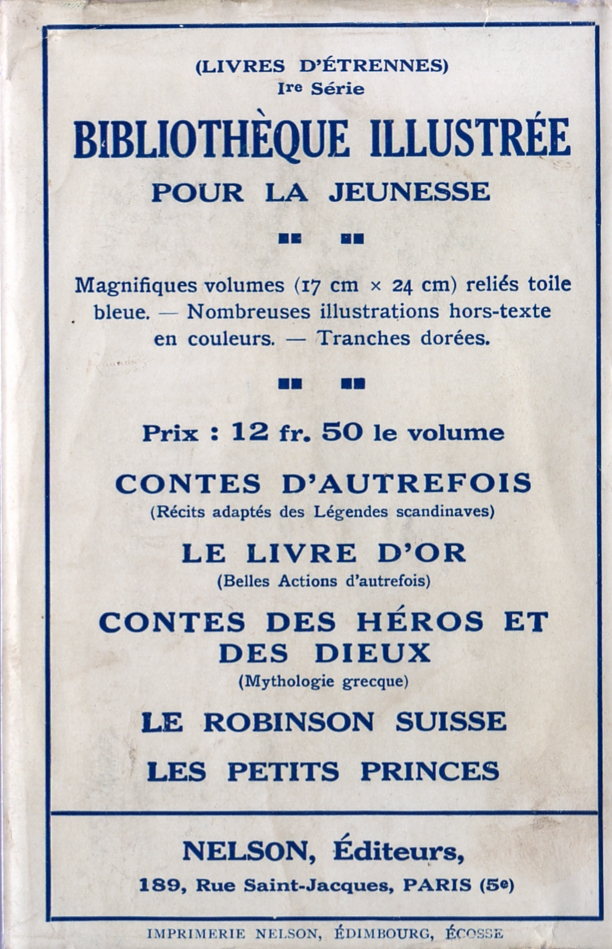 (LIVRES D'ÉTRENNES)
Ire Série
BIBLIOTHÈQUE ILLUSTRÉE
POUR LA JEUNESSE
Magnifiques volumes (17 cm × 24 cm) reliés toile
bleue. — Nombreuses illustrations hors-texte
en couleurs. — Tranches dorées.
Prix : 12 fr. 50 le volume
CONTES D'AUTREFOIS
(Récits adaptés des Légendes scandinaves)
LE LIVRE D'OR
(Belles Actions d'autrefois)
CONTES DES HÉROS ET
DES DIEUX
(Mythologie grecque)
LE ROBINSON SUISSE
LES PETITS PRINCES
NELSON, Éditeurs,
189, Rue Saint-Jacques, PARIS (5e)
IMPRIMERIE NELSON, ÉDIMBOURG, ÉCOSSE